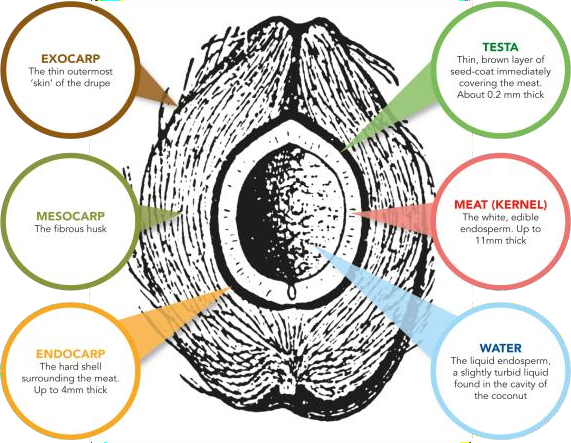 EXOCARP
The thin outermost
‘skin’ of the drupe
MESOCARP
The fibrous husk
ENDOCARP
The hard shell
surrounding the meat.
Up to 4mm thick
TESTA
Thin, brown layer of
seed-coat immediately
covering the meat.
About 0.2 mm thick
MEAT (KERNEL)
The white, edible
endosperm. Up to
11mm thick
WATER
The liquid endosperm,
a slightly turbid liquid
found in the cavity of
the coconut